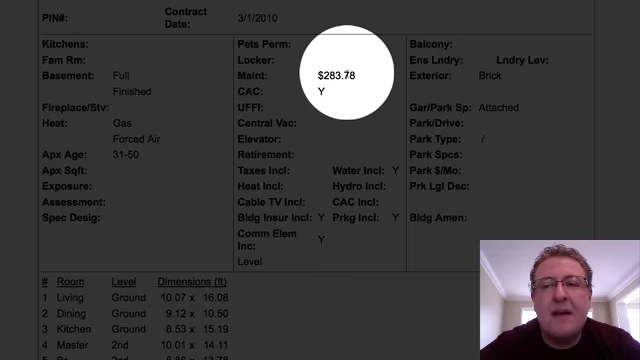 PIN#: Contract Date: 3/1/2010
Kitchens: Pets Perm: Balcony:
Fam Rm: Locker: Ens Lndry: Lndry Lev:
Basement: Full Maint: $283.78 Exterior: Brick
Finished CAC: Y
Fireplace/Stv: UFFI: Gar/Park Sp: Attached
Heat: Gas Central Vac: Park/Drive:
Forced Air Elevator: Park Type: /
Apx Age: 31-50 Retirement: Park Spcs:
Apx Sqft: Taxes Incl: Water Incl: Y Park $/Mo:
Exposure: Heat Incl: Hydro Incl: Prk Lgl Dsc:
Assessment: Cable TV Incl: CAC Incl:
Spec Desig: Bldg Insur Incl: Y Prkg Incl: Y Bldg Amen:
Comm Elem Inc: Y
Level
# Room Level Dimensions (ft)
1 Living Ground 10.07 x 16.08
2 Dining Ground 9.12 x 10.50
3 Kitchen Ground 8.53 x 15.19
4 Master 2nd 10.01 x 14.11
5 Br 2nd